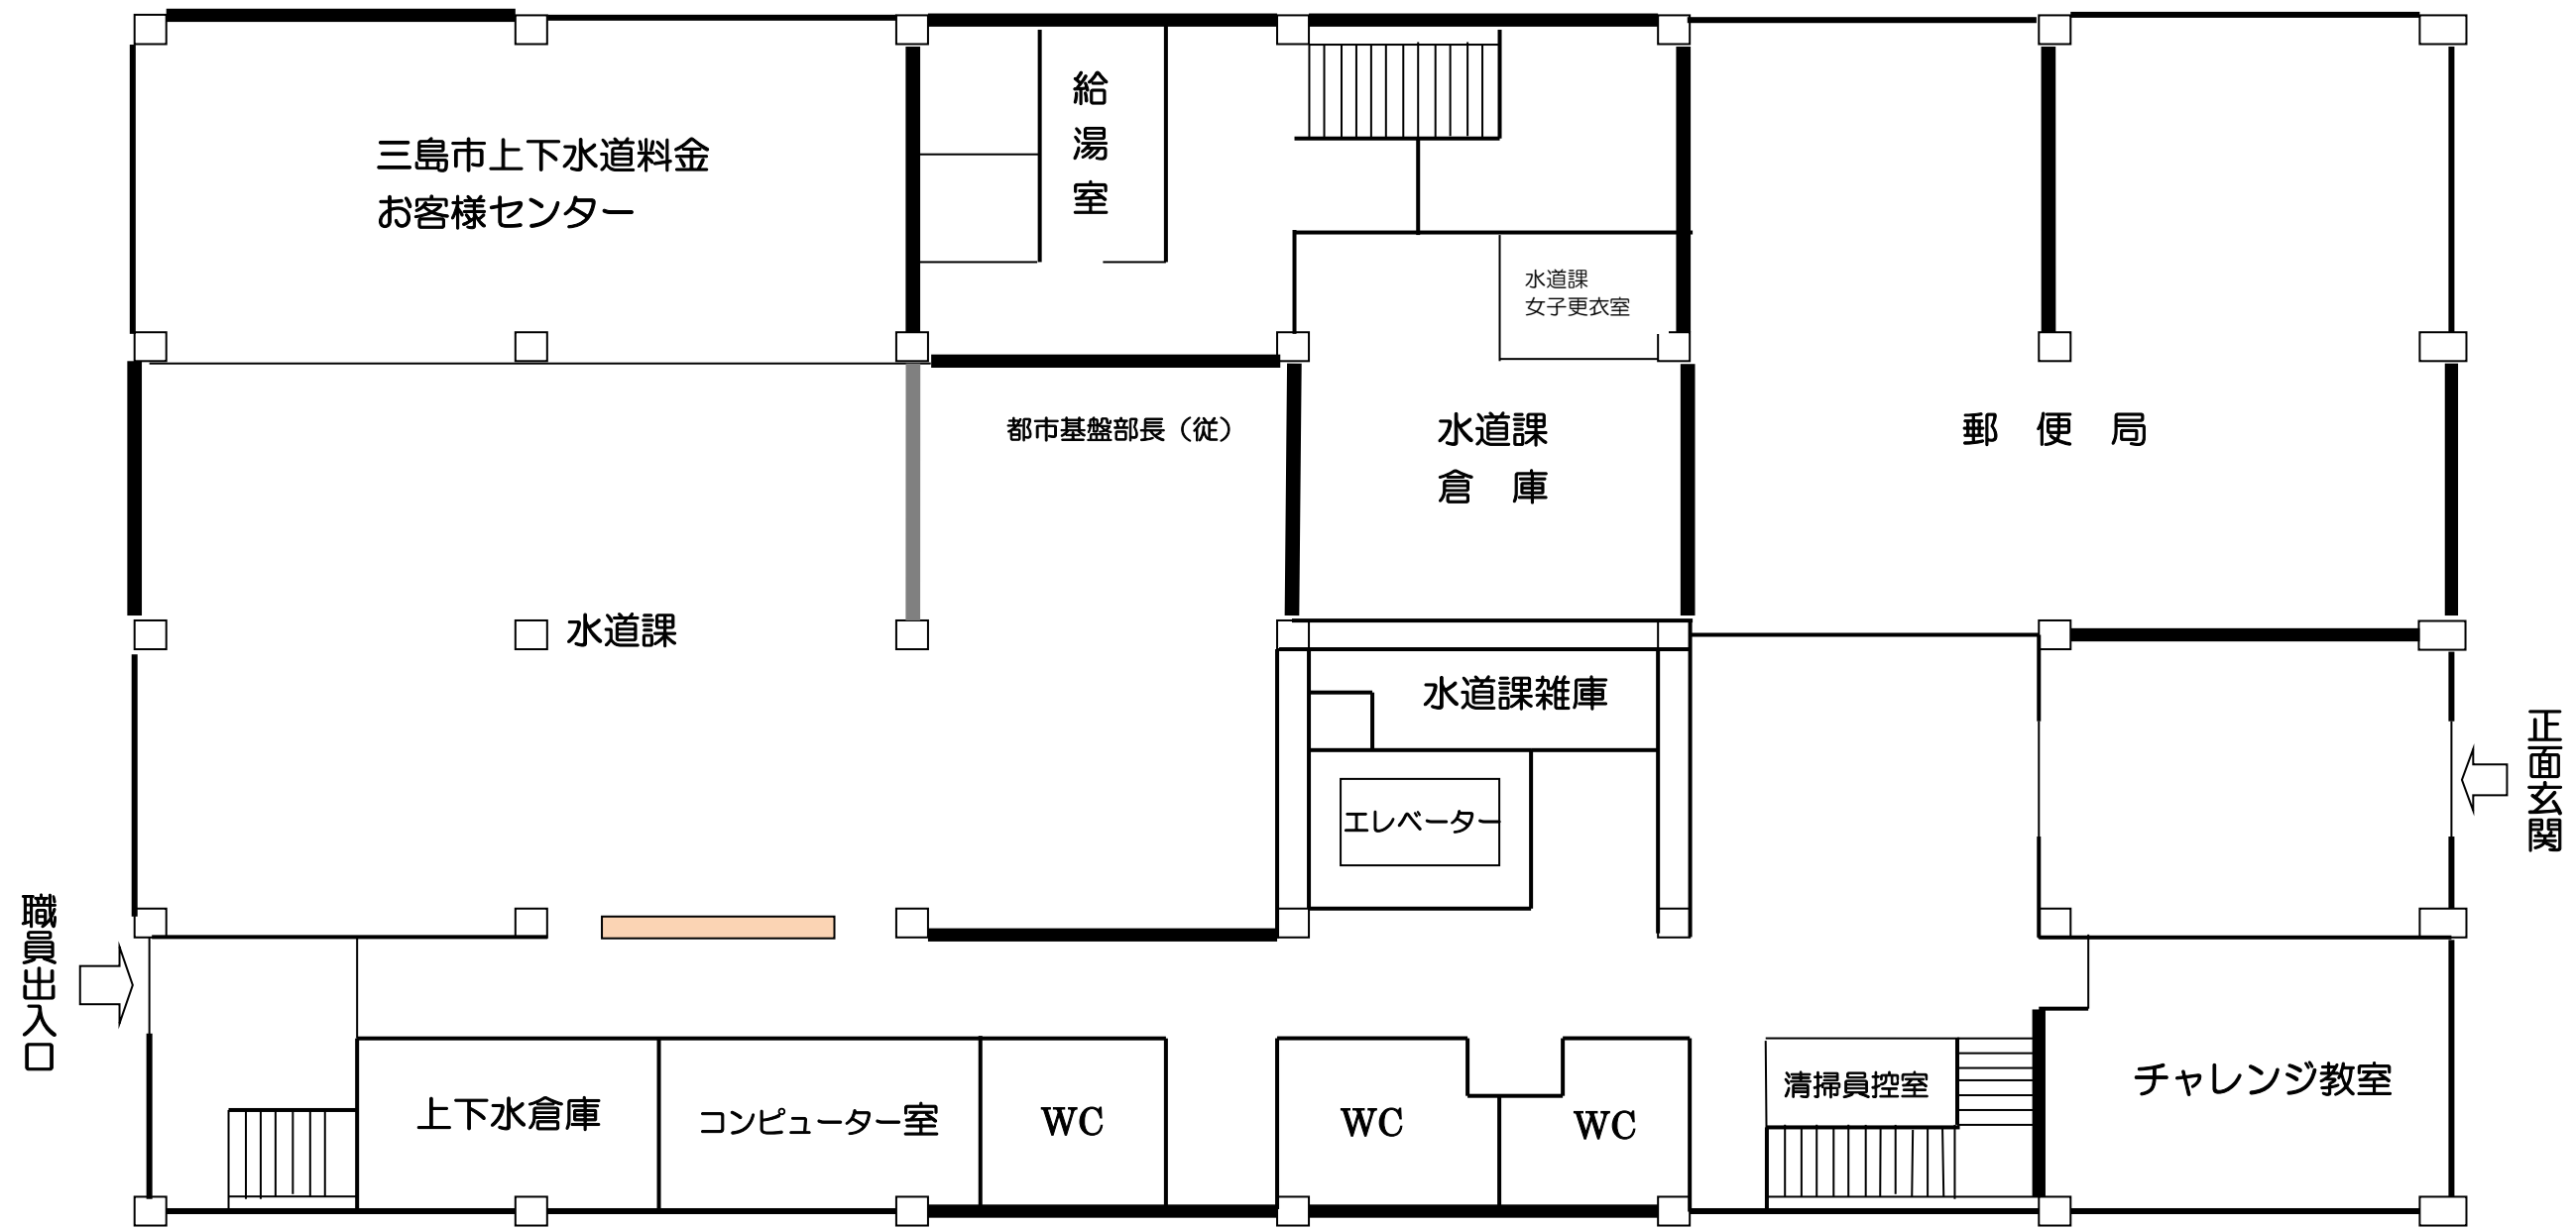 三島市上下水道料金
お客様センター
給湯室
水道課
女子更衣室
都市基盤部長（従）
水道課
倉　庫
郵　便　局
水道課
水道課雑庫
エレベーター
正面玄関
職員出入口
上下水倉庫
コンピューター室
WC
WC
WC
清掃員控室
チャレンジ教室